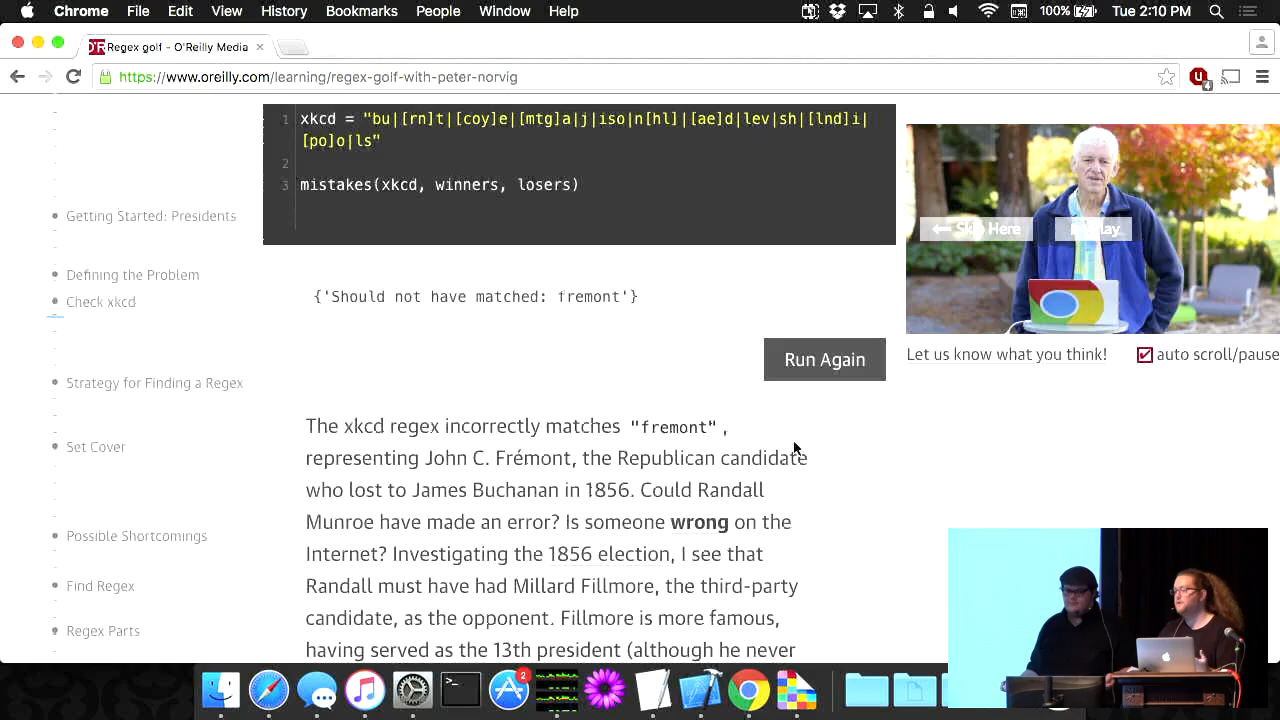 Chrome File Edit View History Bookmarks People Window Help 100% Tue 2:10 PM
Regex golf - O'Reilly Media
https://www.oreilly.com/learning/regex-golf-with-peter-norvig
1 xkcd = "bu|[rn]t|[coy]e|[mtg]a|j|iso|n[hl]|[ae]d|lev|sh|[lnd]i|
[po]o|ls"
2
3 mistakes(xkcd, winners, losers)
{'Should not have matched: fremont'}
Run Again
Getting Started: Presidents
Defining the Problem
Check xkcd
Strategy for Finding a Regex
Set Cover
Possible Shortcomings
Find Regex
Regex Parts
The xkcd regex incorrectly matches "fremont",
representing John C. Frémont, the Republican candidate
who lost to James Buchanan in 1856. Could Randall
Munroe have made an error? Is someone wrong on the
Internet? Investigating the 1856 election, I see that
Randall must have had Millard Fillmore, the third-party
candidate, as the opponent. Fillmore is more famous,
having served as the 13th president (although he never
Here
Let us know what you think! auto scroll/pause
2